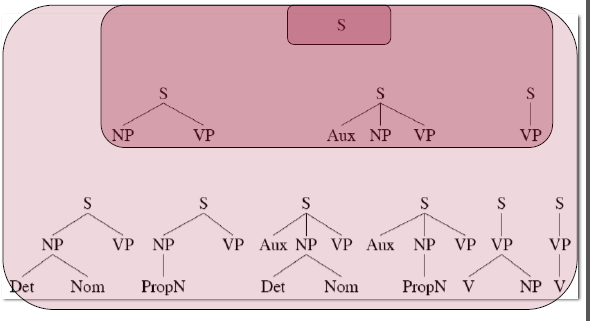 S
S S S
NP VP Aux NP VP VP
S S S S S S
NP VP NP VP Aux NP VP Aux NP VP VP VP
Det Nom PropN Det Nom PropN V NP V